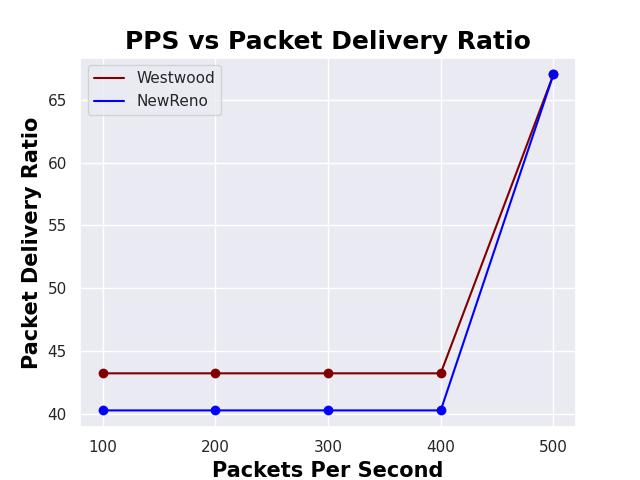 PPS vs Packet Delivery Ratio
Westwood
NewReno
Packet Delivery Ratio
65
60
55
50
45
40
100 200 300 400 500
Packets Per Second